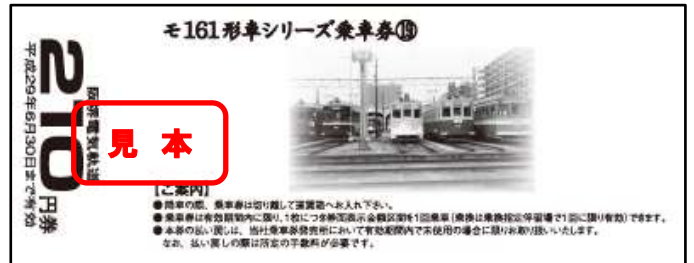 モ161形車シリーズ乗車券⑲
210円券
平成29年6月30日まで有効
阪堺電気軌道
見本
【ご案内】
●降車の際、乗車券は切り離して運賃箱へお入れ下さい。
●乗車券は有効期間内に限り、1枚につき券面表示金額区間を1回乗車(乗換は乗換指定停留場で1回に限り有効)できます。
●本券の払い戻しは、当社乗車券発売所において有効期間内で未使用の場合に限りお取り扱いいたします。
なお、払い戻しの際は所定の手数料が必要です。